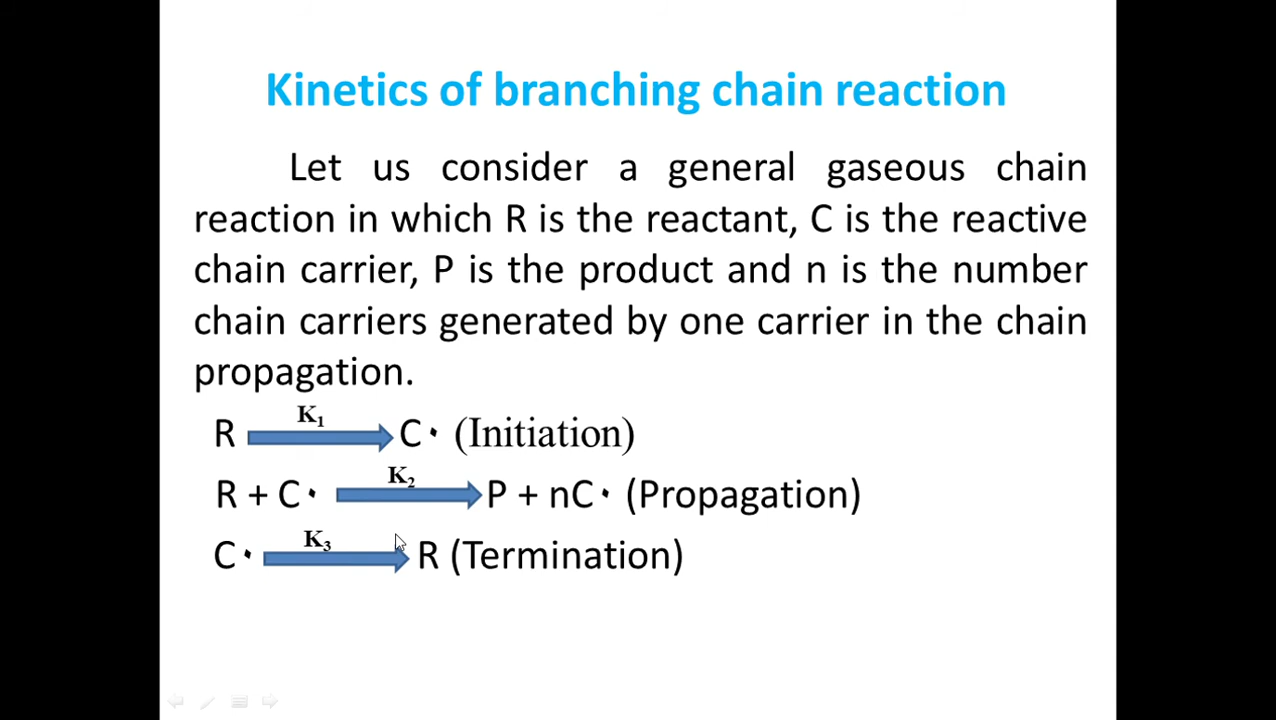 Kinetics of branching chain reaction
Let us consider a general gaseous chain
reaction in which R is the reactant, C is the reactive
chain carrier, P is the product and n is the number
chain carriers generated by one carrier in the chain
propagation.
K₁
R C· (Initiation)
K₂
R + C· P + nC· (Propagation)
K₃
C· R (Termination)